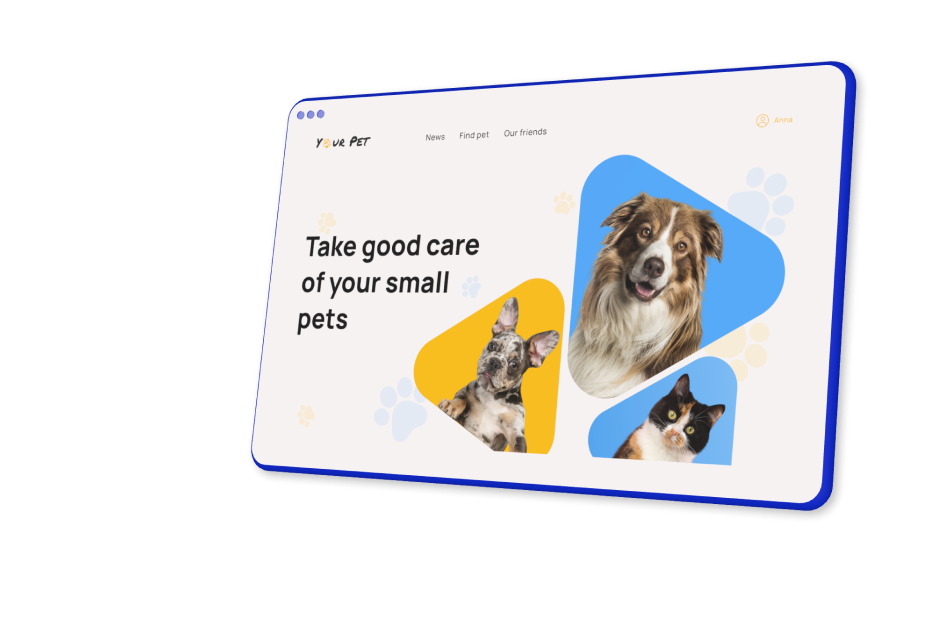 Your Pet
News Find pet Our friends
Anna
Take good care
of your small
pets